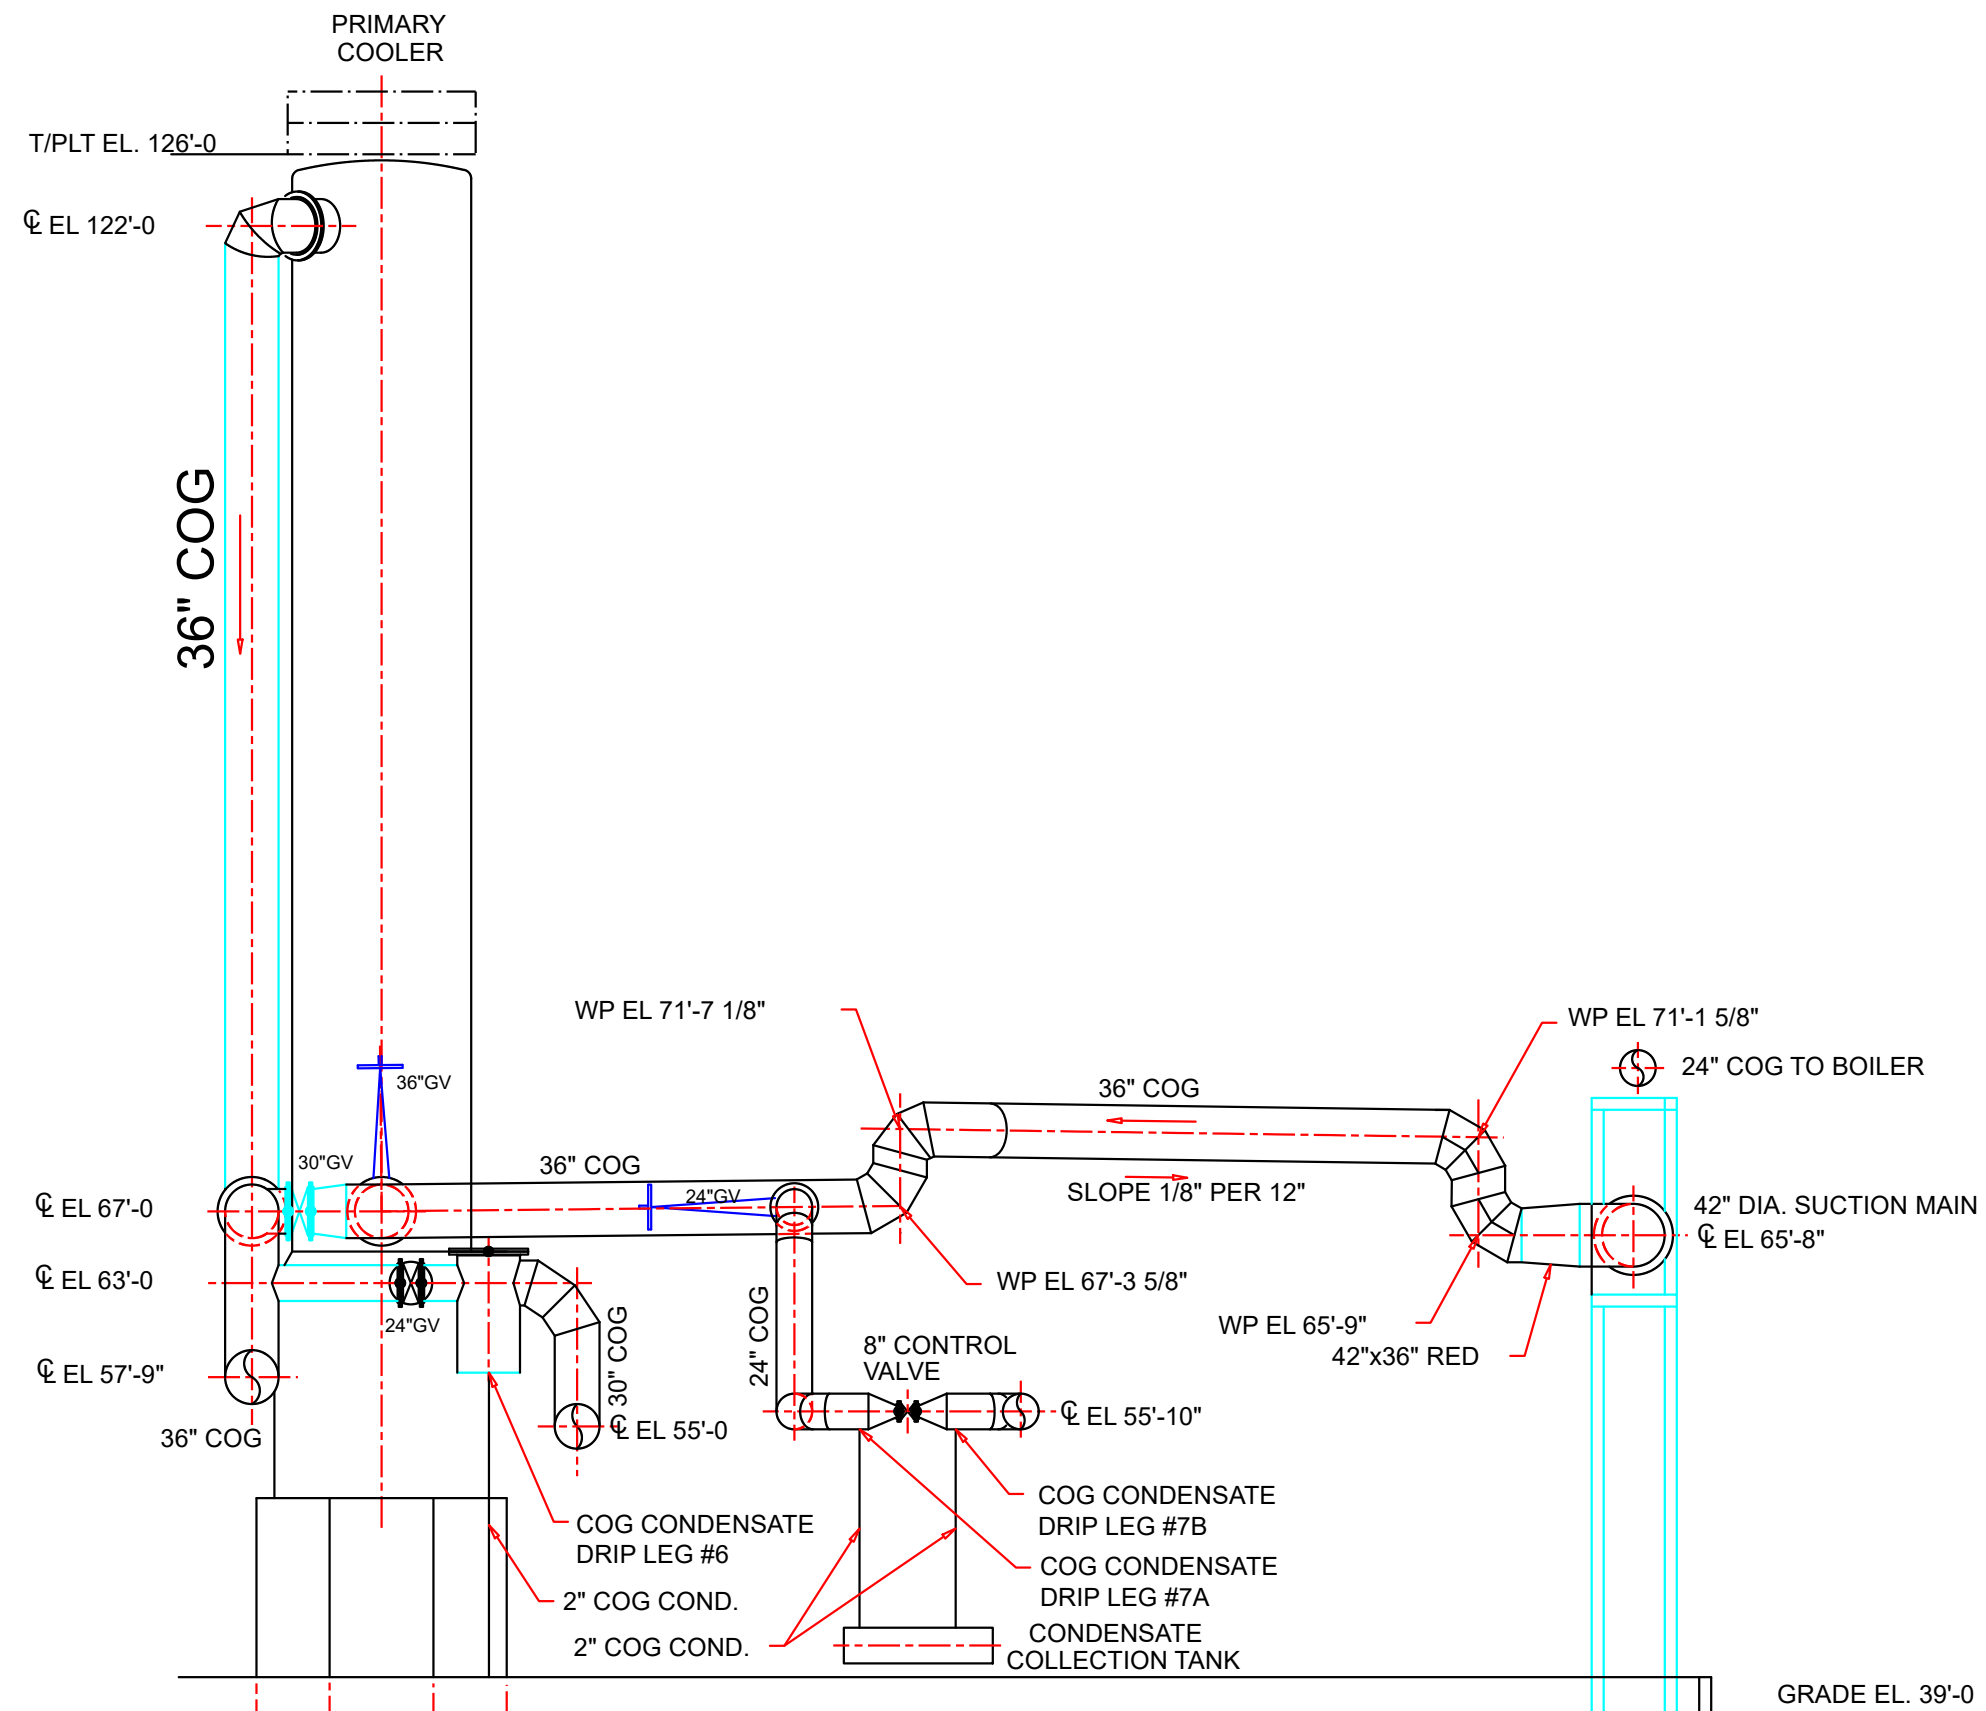 PRIMARY
COOLER
T/PLT EL. 126'-0
℄ EL 122'-0
36" COG
WP EL 71'-7 1/8"
WP EL 71'-1 5/8"
24" COG TO BOILER
36"GV
36" COG
30"GV
36" COG
24"GV
SLOPE 1/8" PER 12"
℄ EL 67'-0
42" DIA. SUCTION MAIN
℄ EL 65'-8"
℄ EL 63'-0
WP EL 67'-3 5/8"
24"GV
WP EL 65'-9"
42"x36" RED
℄ EL 57'-9"
30" COG
24" COG
8" CONTROL
VALVE
36" COG
℄ EL 55'-0
℄ EL 55'-10"
COG CONDENSATE
DRIP LEG #7B
COG CONDENSATE
DRIP LEG #6
COG CONDENSATE
DRIP LEG #7A
2" COG COND.
2" COG COND.
CONDENSATE
COLLECTION TANK
GRADE EL. 39'-0